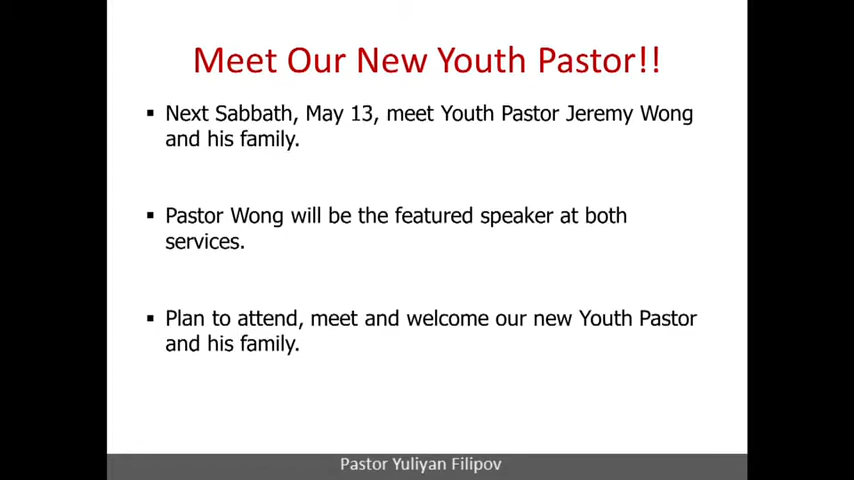 Meet Our New Youth Pastor!!
▪ Next Sabbath, May 13, meet Youth Pastor Jeremy Wong
and his family.
▪ Pastor Wong will be the featured speaker at both
services.
▪ Plan to attend, meet and welcome our new Youth Pastor
and his family.
Pastor Yuliyan Filipov